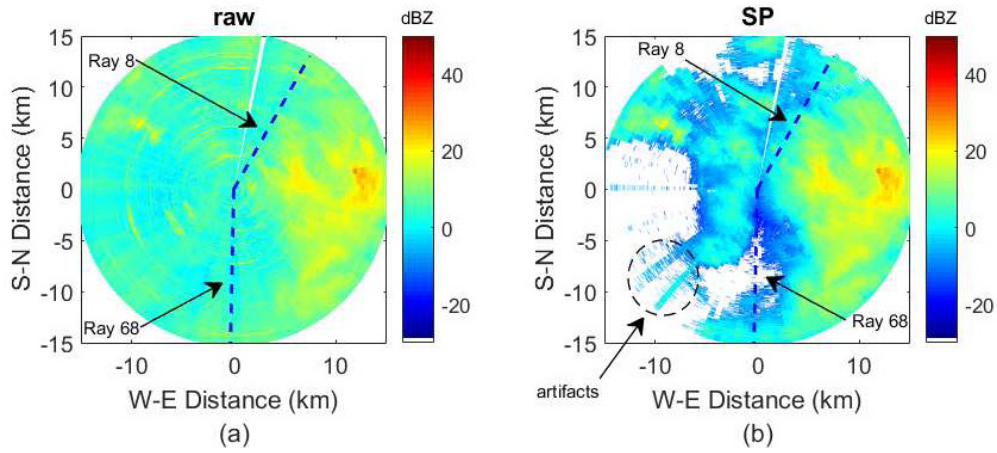 raw
dBZ
15
10
5
0
-5
-10
-15
S-N Distance (km)
Ray 8
Ray 68
40
20
0
-20
-10
0
10
W-E Distance (km)
(a)
SP
dBZ
15
10
5
0
-5
-10
-15
S-N Distance (km)
Ray 8
Ray 68
artifacts
40
20
0
-20
-10
0
10
W-E Distance (km)
(b)